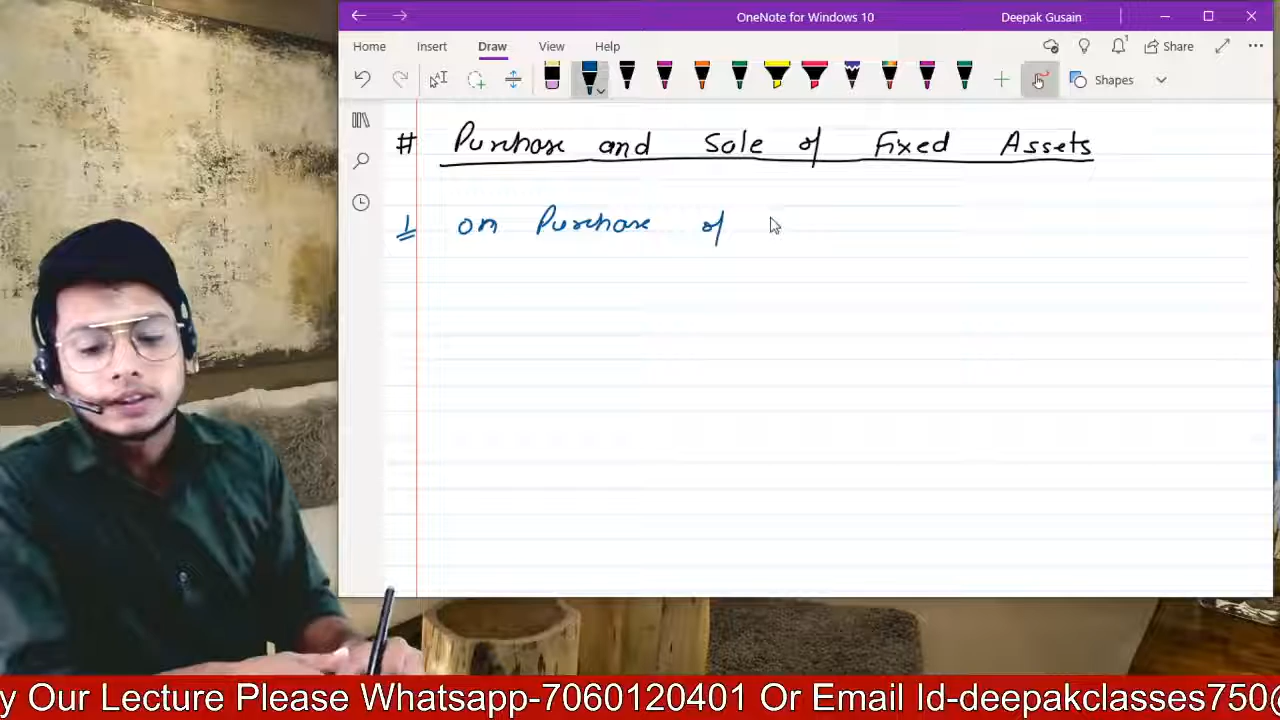 OneNote for Windows 10
Deepak Gusain
Home Insert Draw View Help
Share
Shapes
# Purchase and Sale of Fixed Assets
1 on Purchase of
y Our Lecture Please Whatsapp-7060120401 Or Email Id-deepakclasses750@